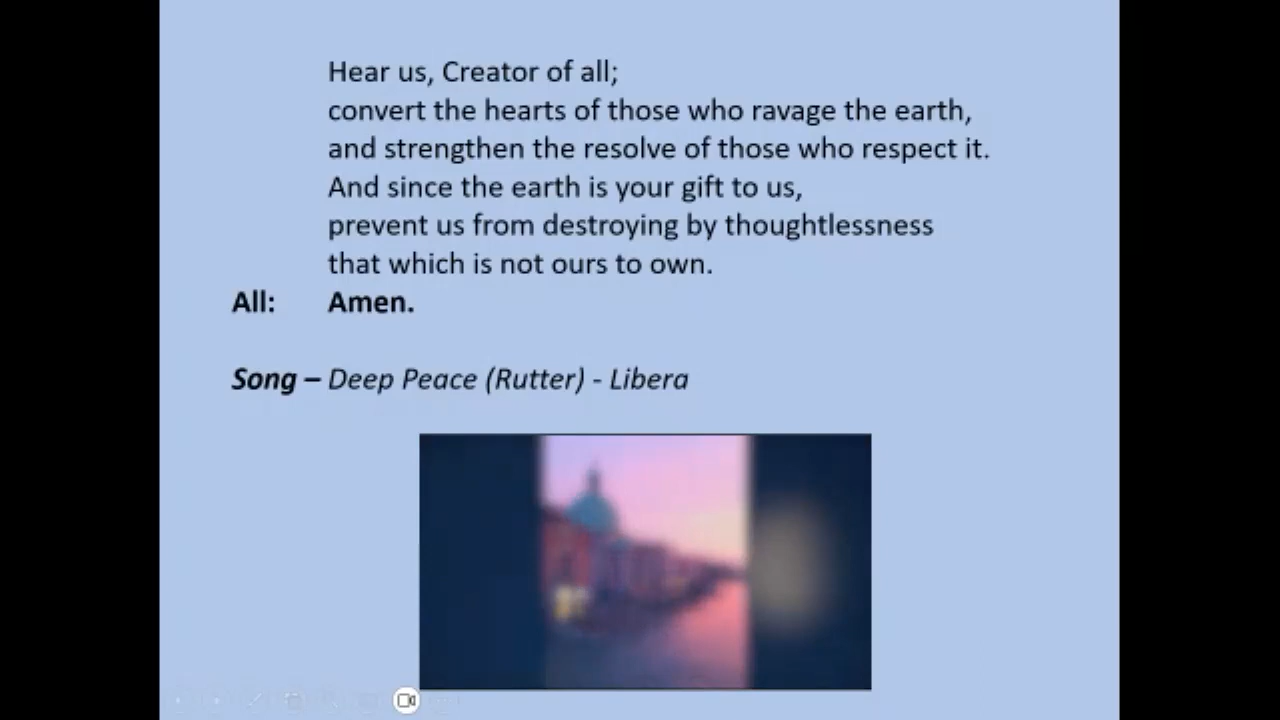 Hear us, Creator of all;
convert the hearts of those who ravage the earth,
and strengthen the resolve of those who respect it.
And since the earth is your gift to us,
prevent us from destroying by thoughtlessness
that which is not ours to own.
All: Amen.
Song – Deep Peace (Rutter) - Libera